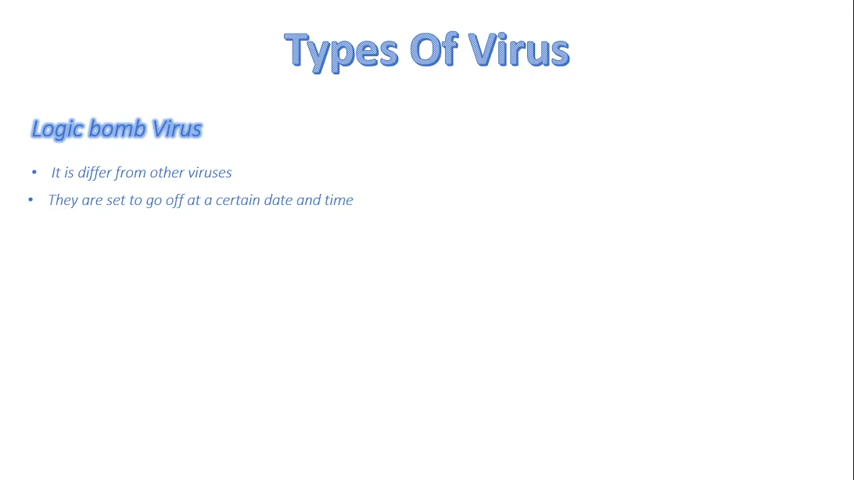 Types Of Virus
Logic bomb Virus
• It is differ from other viruses
• They are set to go off at a certain date and time